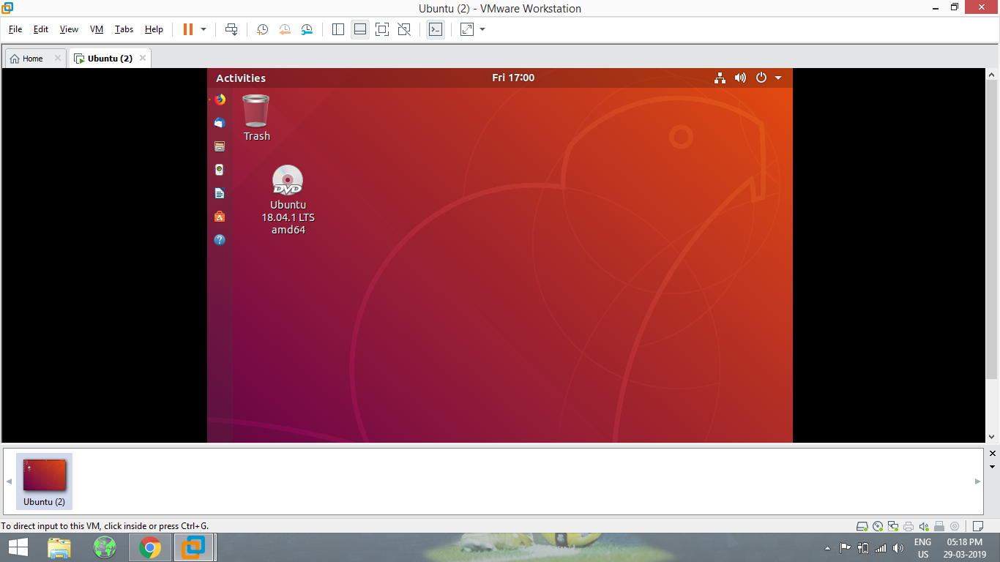 Ubuntu (2) - VMware Workstation
File Edit View VM Tabs Help
Home Ubuntu (2)
Activities Fri 17:00
Trash
DVD
Ubuntu
18.04.1 LTS
amd64
Ubuntu (2)
To direct input to this VM, click inside or press Ctrl+G.
ENG 05:18 PM
US 29-03-2019